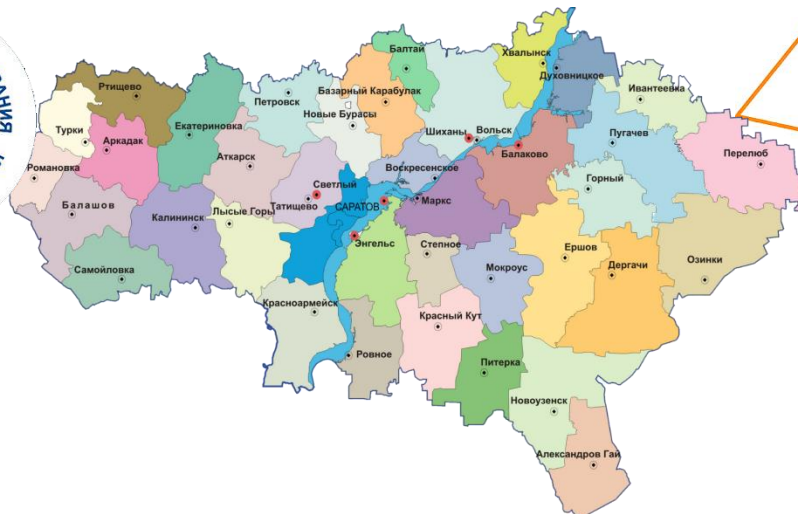 Балтай
Хвалынск
Духовницкое
Ртищево
Петровск
Базарный Карабулак
Ивантеевка
Новые Бурасы
Турки
Аркадак
Екатериновка
Шиханы
Вольск
Пугачев
Балаково
Аткарск
Перелюб
Романовка
Воскресенское
Светлый
Горный
Татищево
САРАТОВ
Маркс
Балашов
Калининск
Лысые Горы
Энгельс
Степное
Ершов
Озинки
Самойловка
Мокроус
Дергачи
Красноармейск
Красный Кут
Ровное
Питерка
Новоузенск
Александров Гай